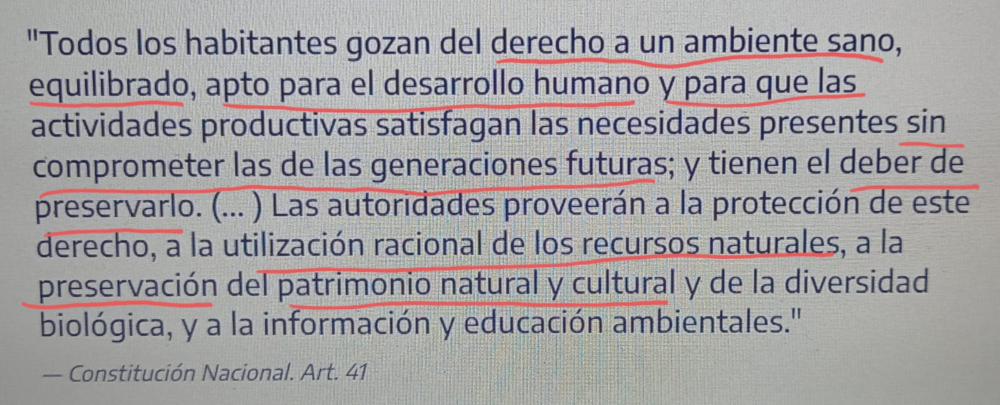 "Todos los habitantes gozan del derecho a un ambiente sano,
equilibrado, apto para el desarrollo humano y para que las
actividades productivas satisfagan las necesidades presentes sin
comprometer las de las generaciones futuras; y tienen el deber de
preservarlo. (... ) Las autoridades proveerán a la protección de este
derecho, a la utilización racional de los recursos naturales, a la
preservación del patrimonio natural y cultural y de la diversidad
biológica, y a la información y educación ambientales."
— Constitución Nacional. Art. 41